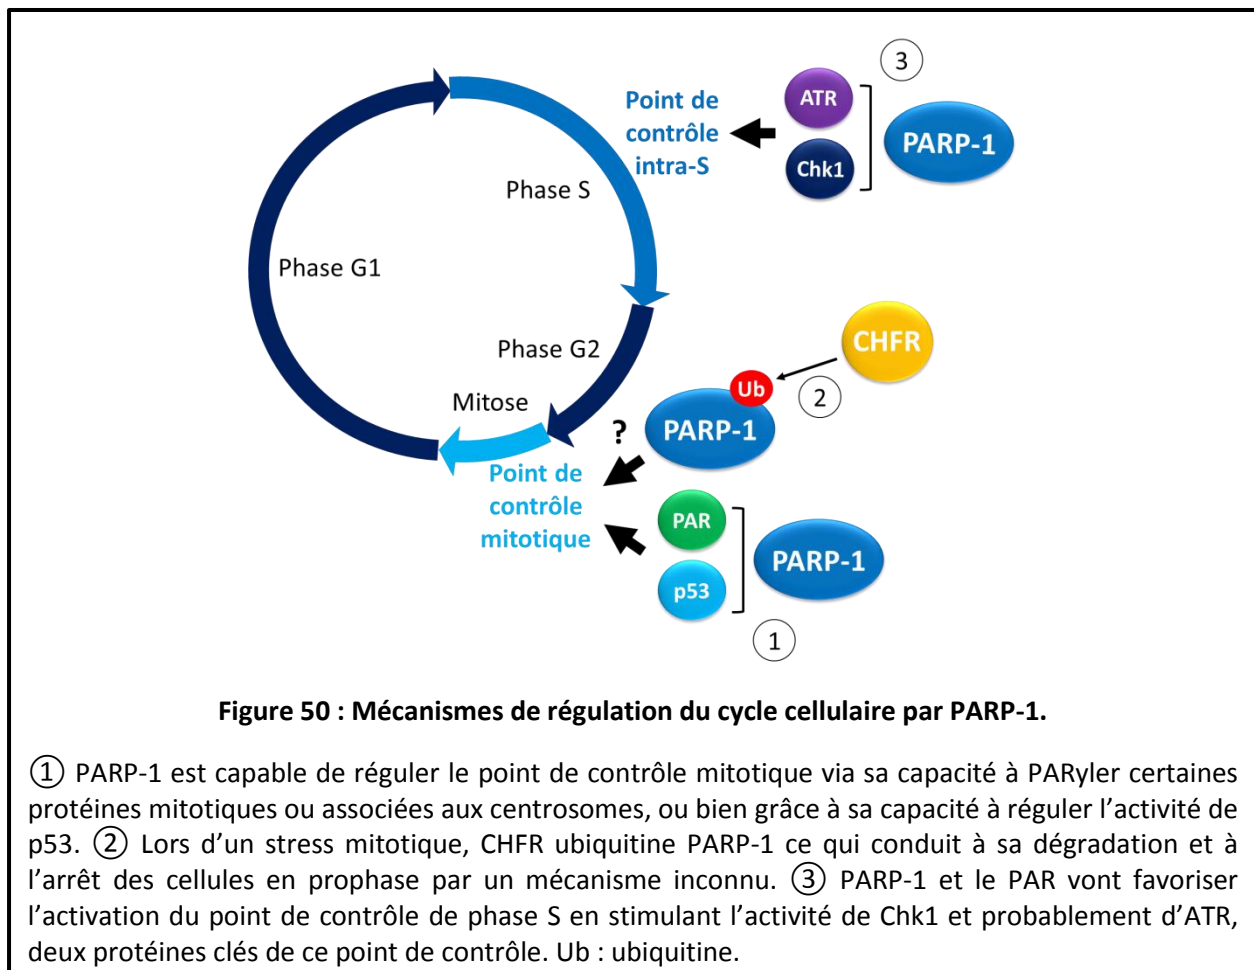 3
Point de
contrôle
intra-S
ATR
Chk1
PARP-1
Phase S
Phase G1
Phase G2
Mitose
CHFR
Ub
2
PARP-1
?
Point de
contrôle
mitotique
PAR
p53
PARP-1
1
Figure 50 : Mécanismes de régulation du cycle cellulaire par PARP-1.
① PARP-1 est capable de réguler le point de contrôle mitotique via sa capacité à PARyler certaines
protéines mitotiques ou associées aux centrosomes, ou bien grâce à sa capacité à réguler l’activité de
p53. ② Lors d’un stress mitotique, CHFR ubiquitine PARP-1 ce qui conduit à sa dégradation et à
l’arrêt des cellules en prophase par un mécanisme inconnu. ③ PARP-1 et le PAR vont favoriser
l’activation du point de contrôle de phase S en stimulant l’activité de Chk1 et probablement d’ATR,
deux protéines clés de ce point de contrôle. Ub : ubiquitine.